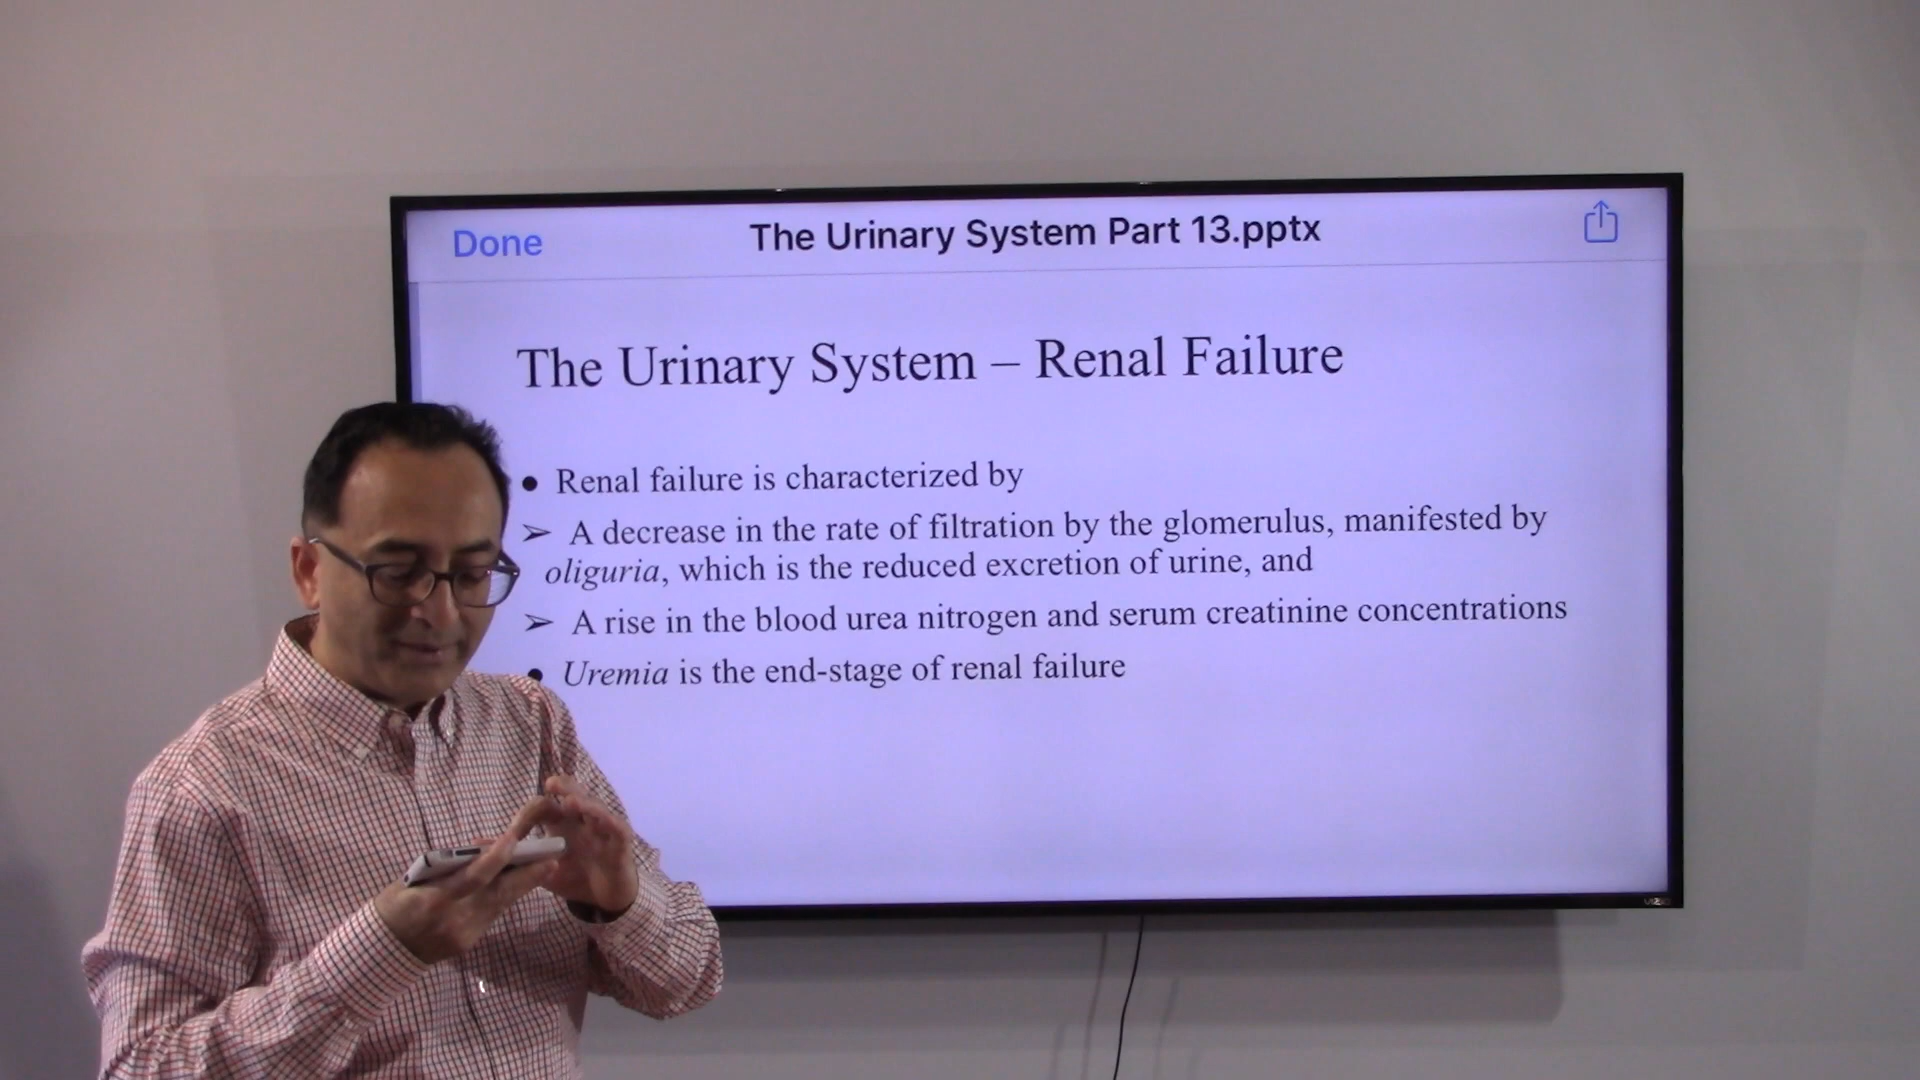 Done
The Urinary System Part 13.pptx
The Urinary System – Renal Failure
• Renal failure is characterized by
➢ A decrease in the rate of filtration by the glomerulus, manifested by
oliguria, which is the reduced excretion of urine, and
➢ A rise in the blood urea nitrogen and serum creatinine concentrations
• Uremia is the end-stage of renal failure
VIZIO